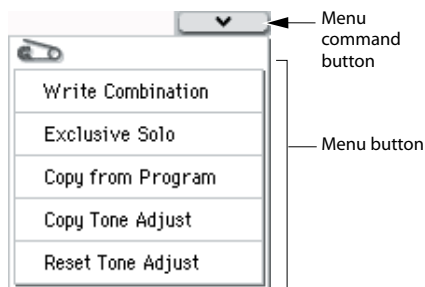 Menu
command
button
Write Combination
Exclusive Solo
Menu button
Copy from Program
Copy Tone Adjust
Reset Tone Adjust